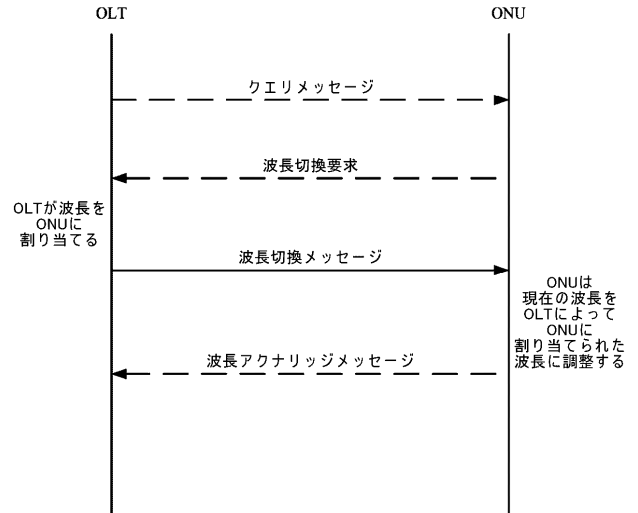 OLT
ONU
クエリメッセージ
波長切換要求
OLTが波長を
ONUに
割り当てる
波長切換メッセージ
ONUは
現在の波長を
OLTによって
ONUに
割り当てられた
波長に調整する
波長アクナリッジメッセージ